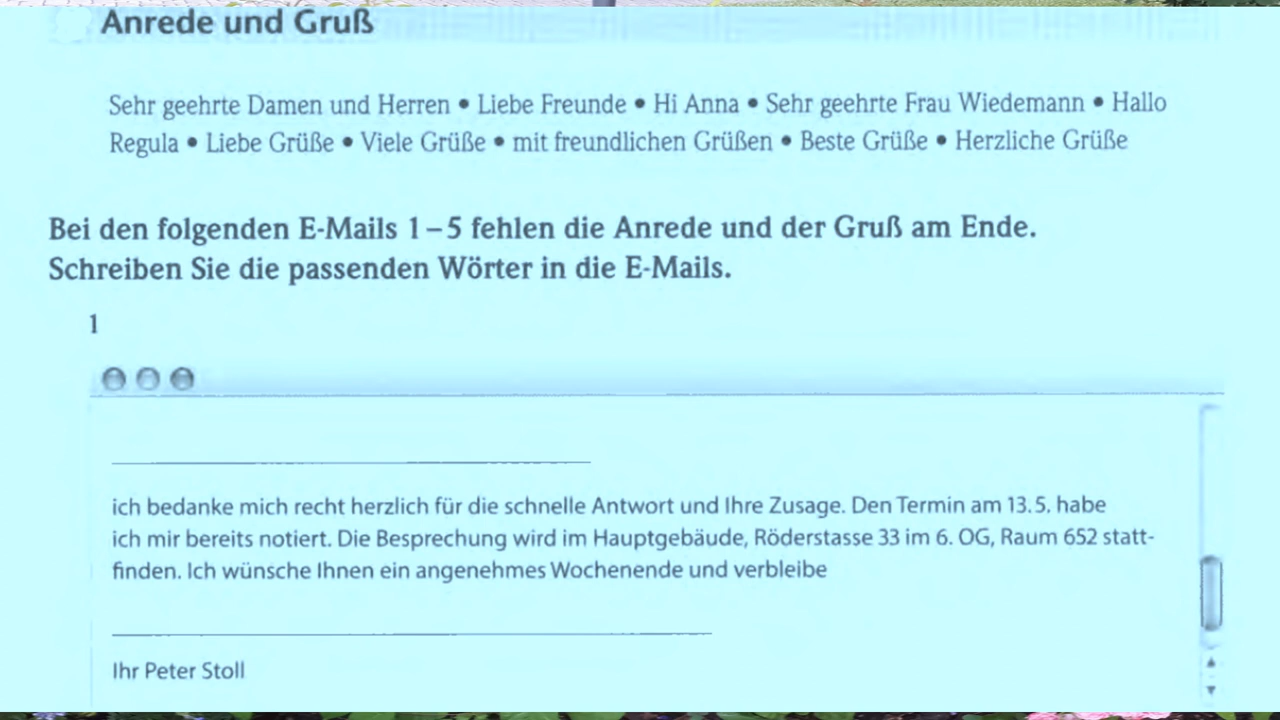 Anrede und Gruß
Sehr geehrte Damen und Herren • Liebe Freunde • Hi Anna • Sehr geehrte Frau Wiedemann • Hallo
Regula • Liebe Grüße • Viele Grüße • mit freundlichen Grüßen • Beste Grüße • Herzliche Grüße
Bei den folgenden E-Mails 1–5 fehlen die Anrede und der Gruß am Ende.
Schreiben Sie die passenden Wörter in die E-Mails.
1
ich bedanke mich recht herzlich für die schnelle Antwort und Ihre Zusage. Den Termin am 13.5. habe
ich mir bereits notiert. Die Besprechung wird im Hauptgebäude, Röderstasse 33 im 6. OG, Raum 652 statt-
finden. Ich wünsche Ihnen ein angenehmes Wochenende und verbleibe
Ihr Peter Stoll